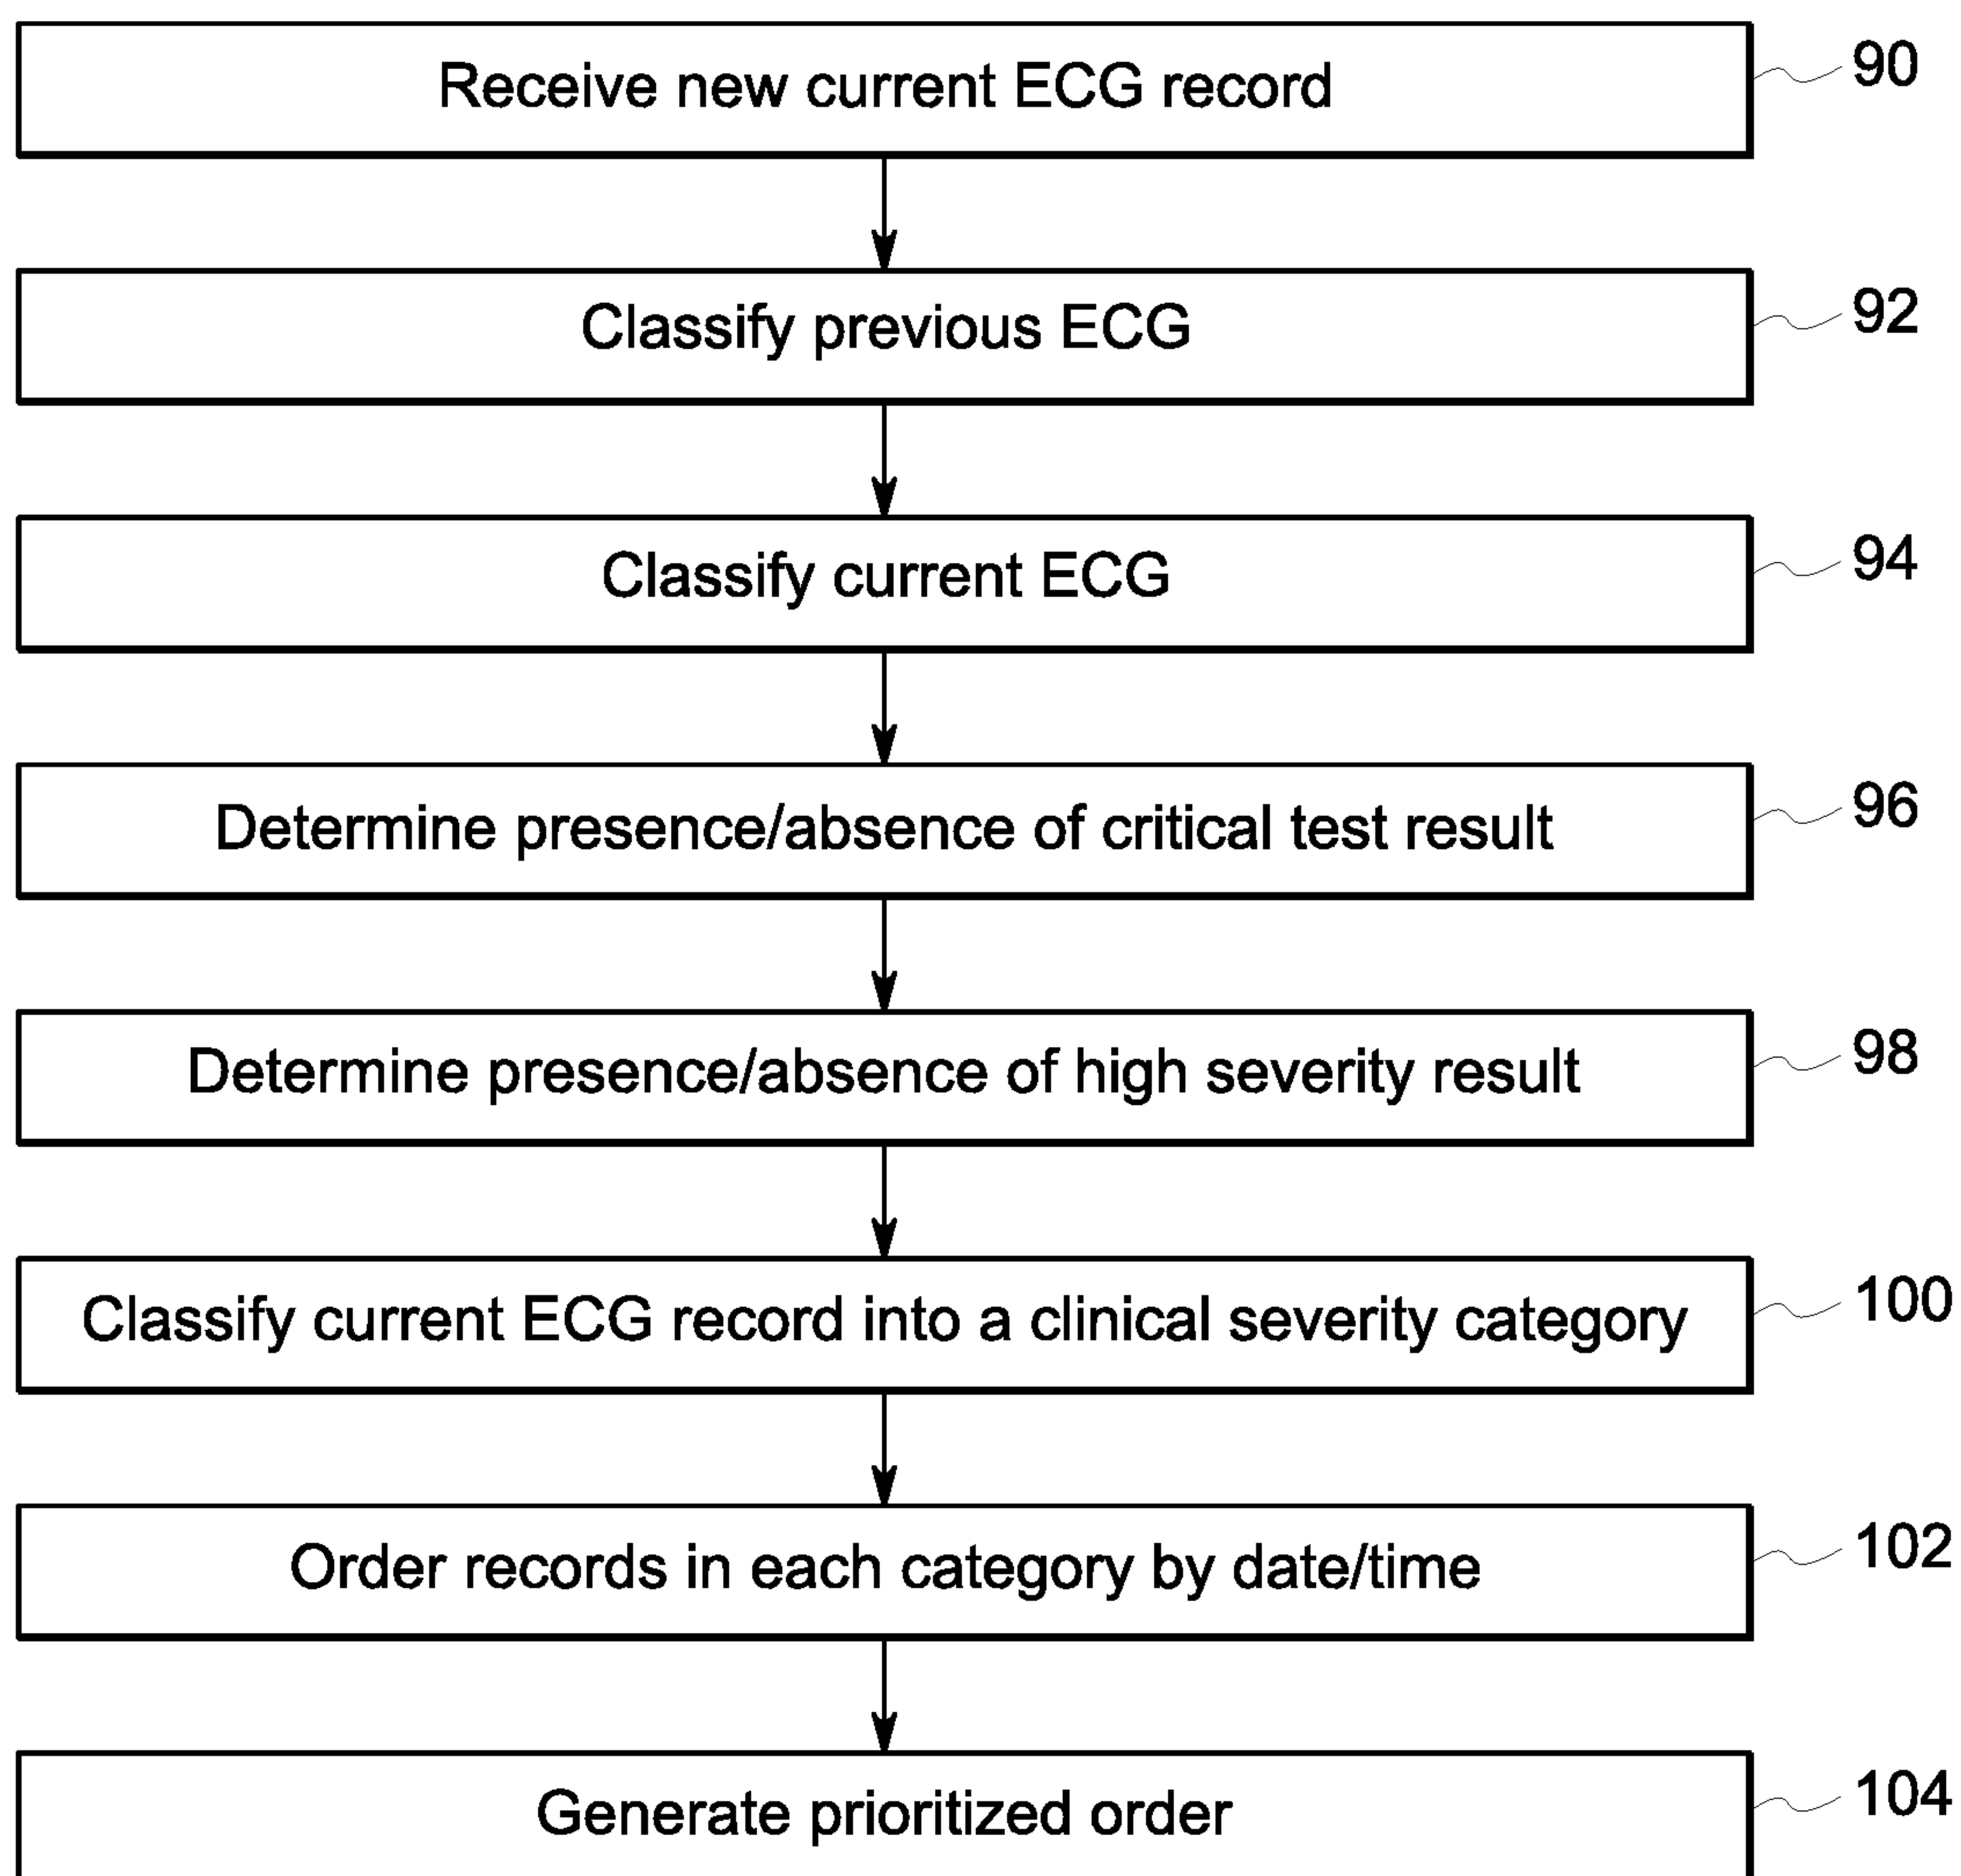 Receive new current ECG record 90
Classify previous ECG 92
Classify current ECG 94
Determine presence/absence of critical test result 96
Determine presence/absence of high severity result 98
Classify current ECG record into a clinical severity category 100
Order records in each category by date/time 102
Generate prioritized order 104